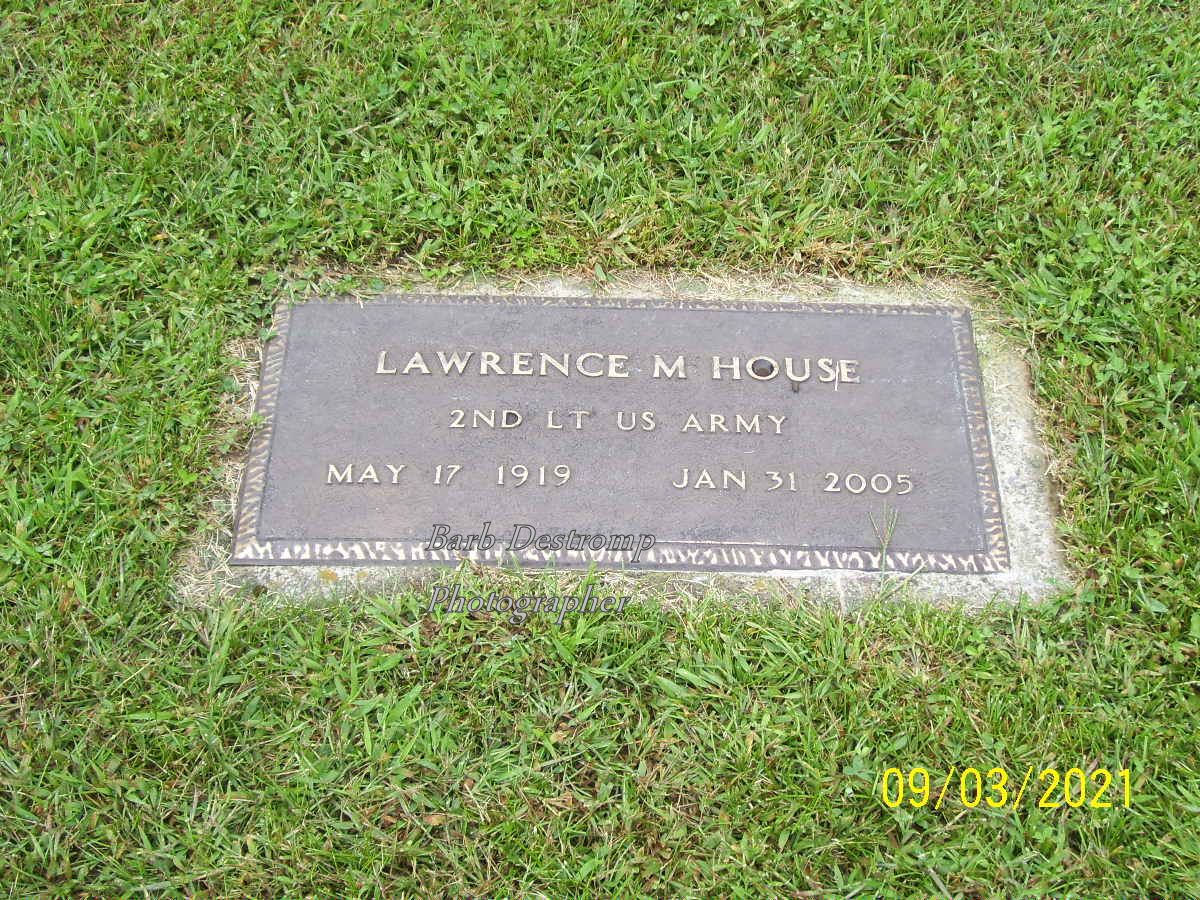 LAWRENCE M HOUSE
2ND LT US ARMY
MAY 17 1919 JAN 31 2005
Barb Destromp
Photographer
09/03/2021